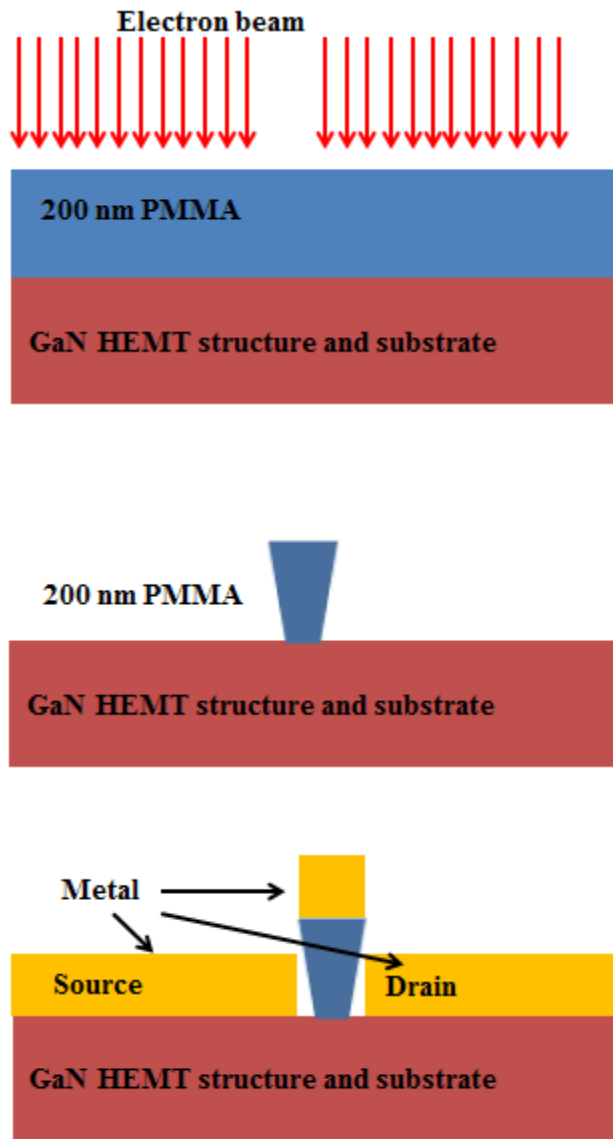 Electron beam
200 nm PMMA
GaN HEMT structure and substrate
200 nm PMMA
GaN HEMT structure and substrate
Metal
Source
Drain
GaN HEMT structure and substrate